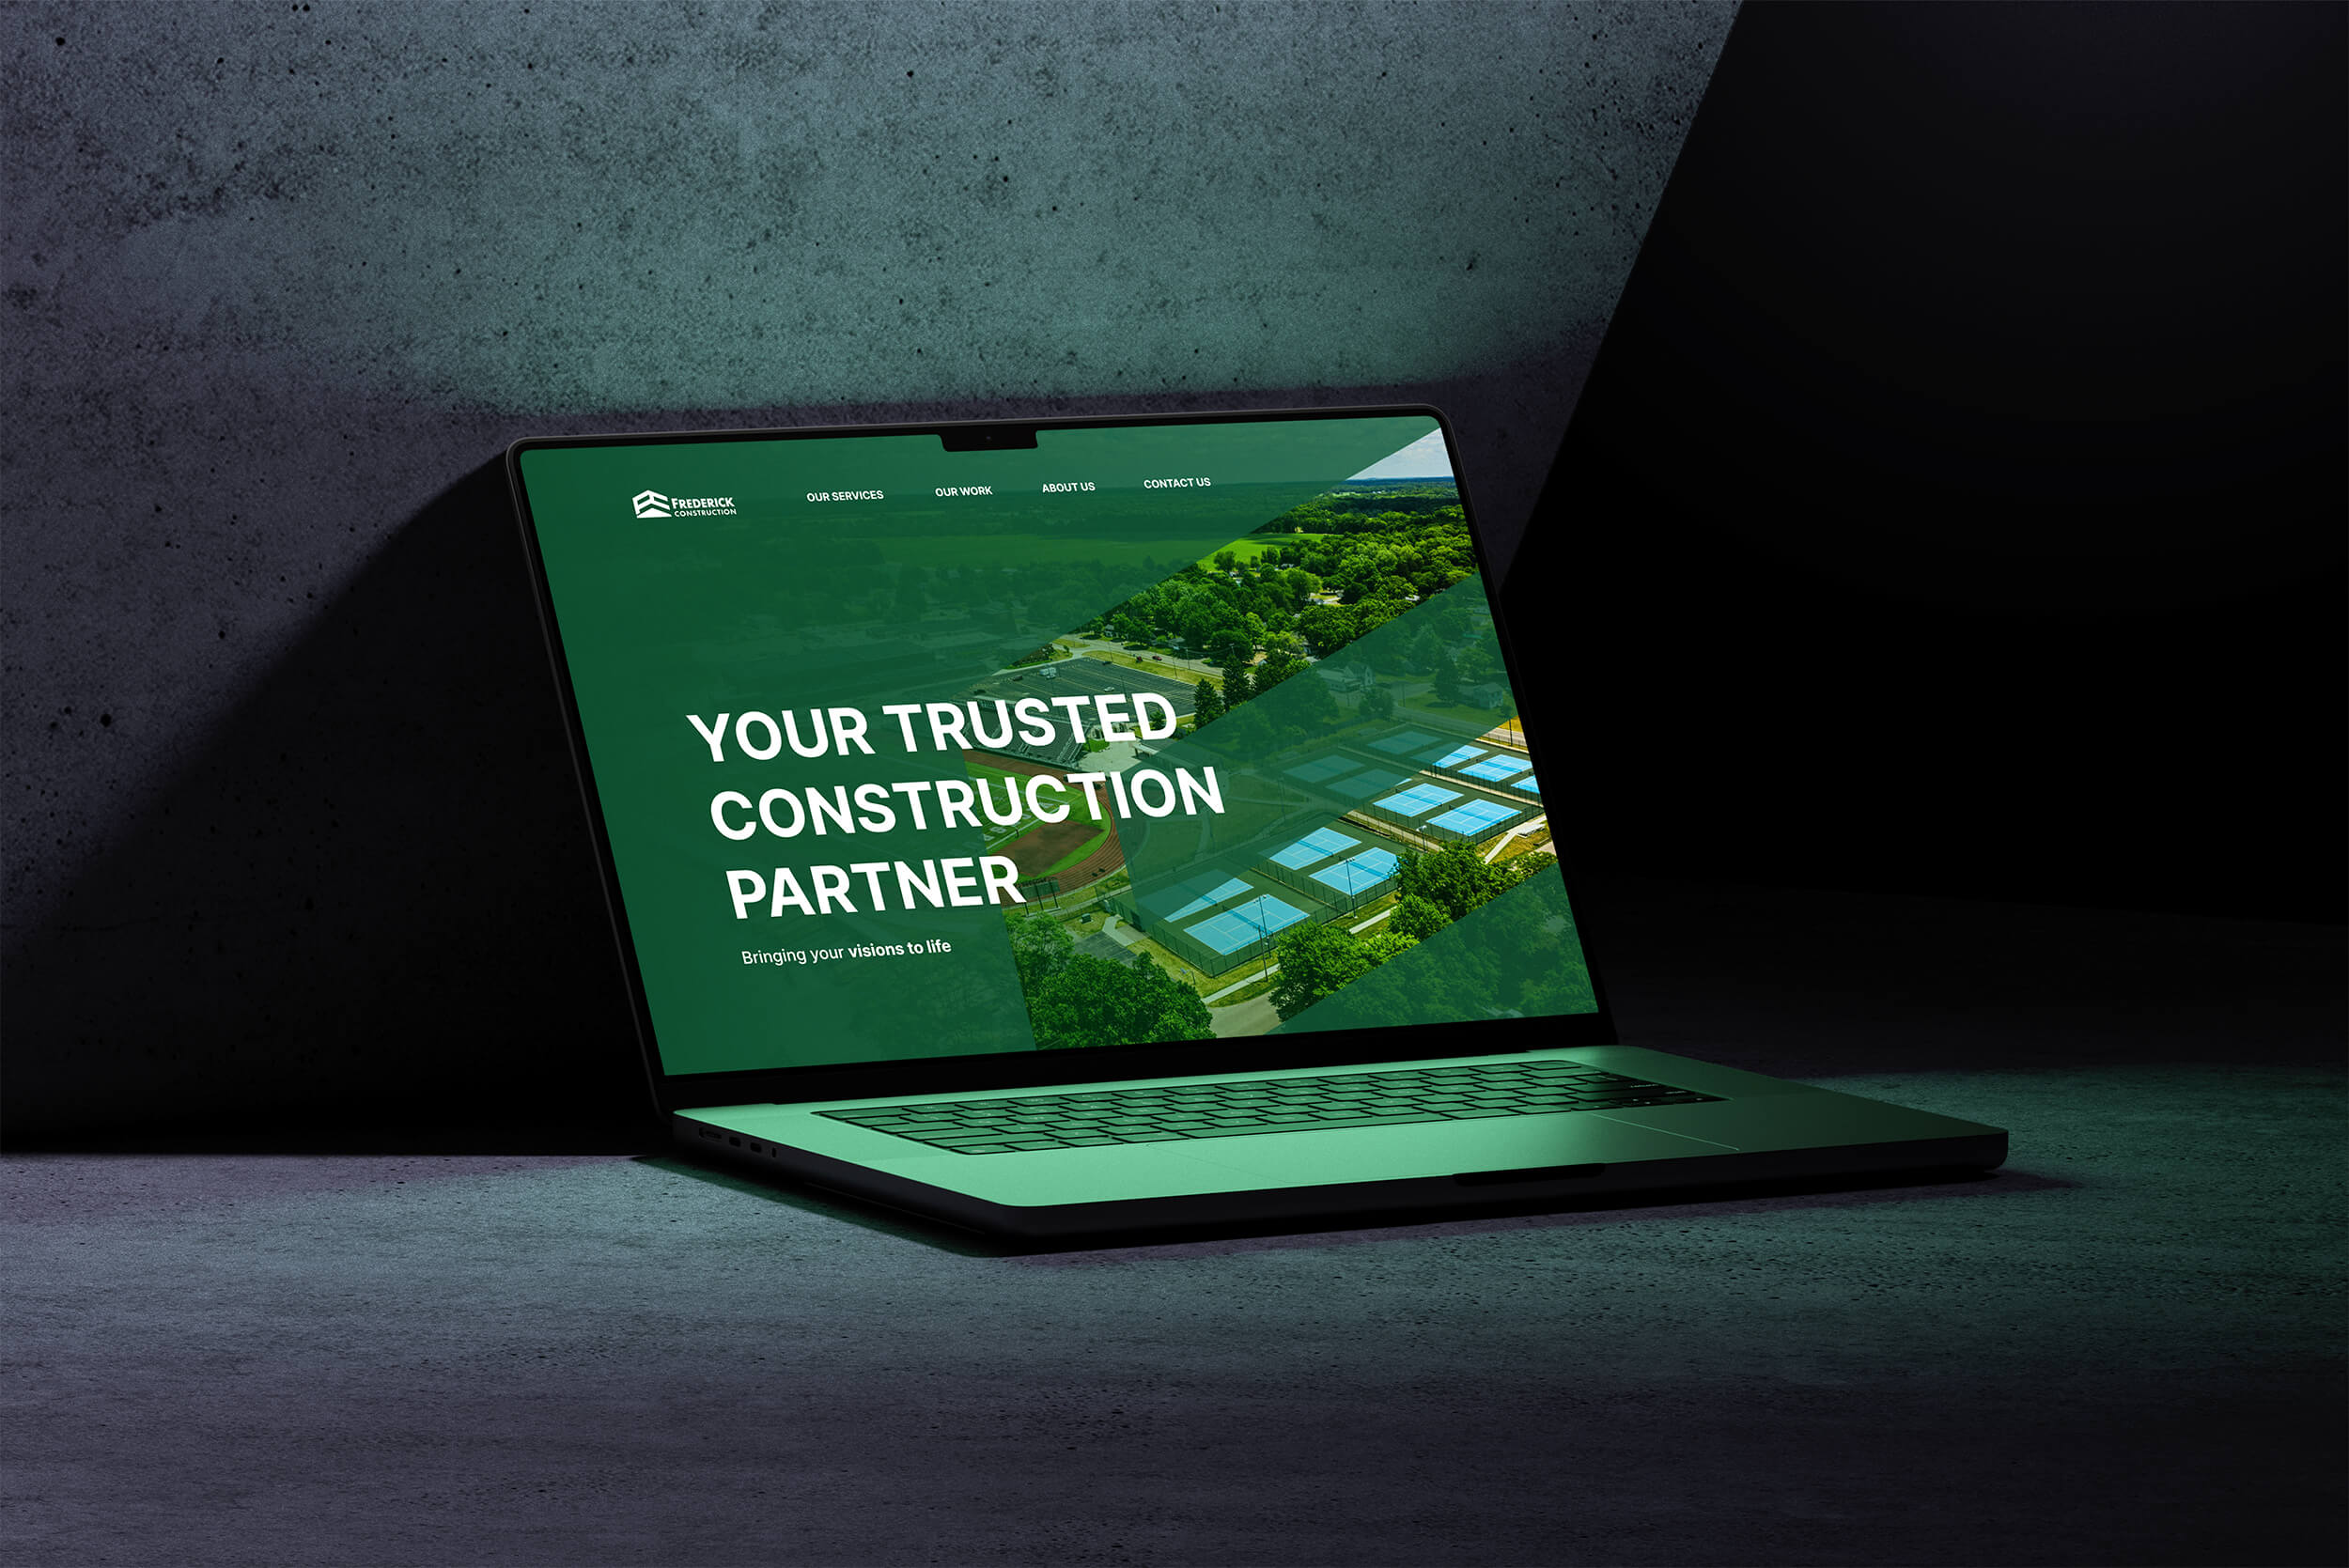 FREDERICK
CONSTRUCTION
OUR SERVICES
OUR WORK
ABOUT US
CONTACT US
YOUR TRUSTED
CONSTRUCTION
PARTNER
Bringing your visions to life